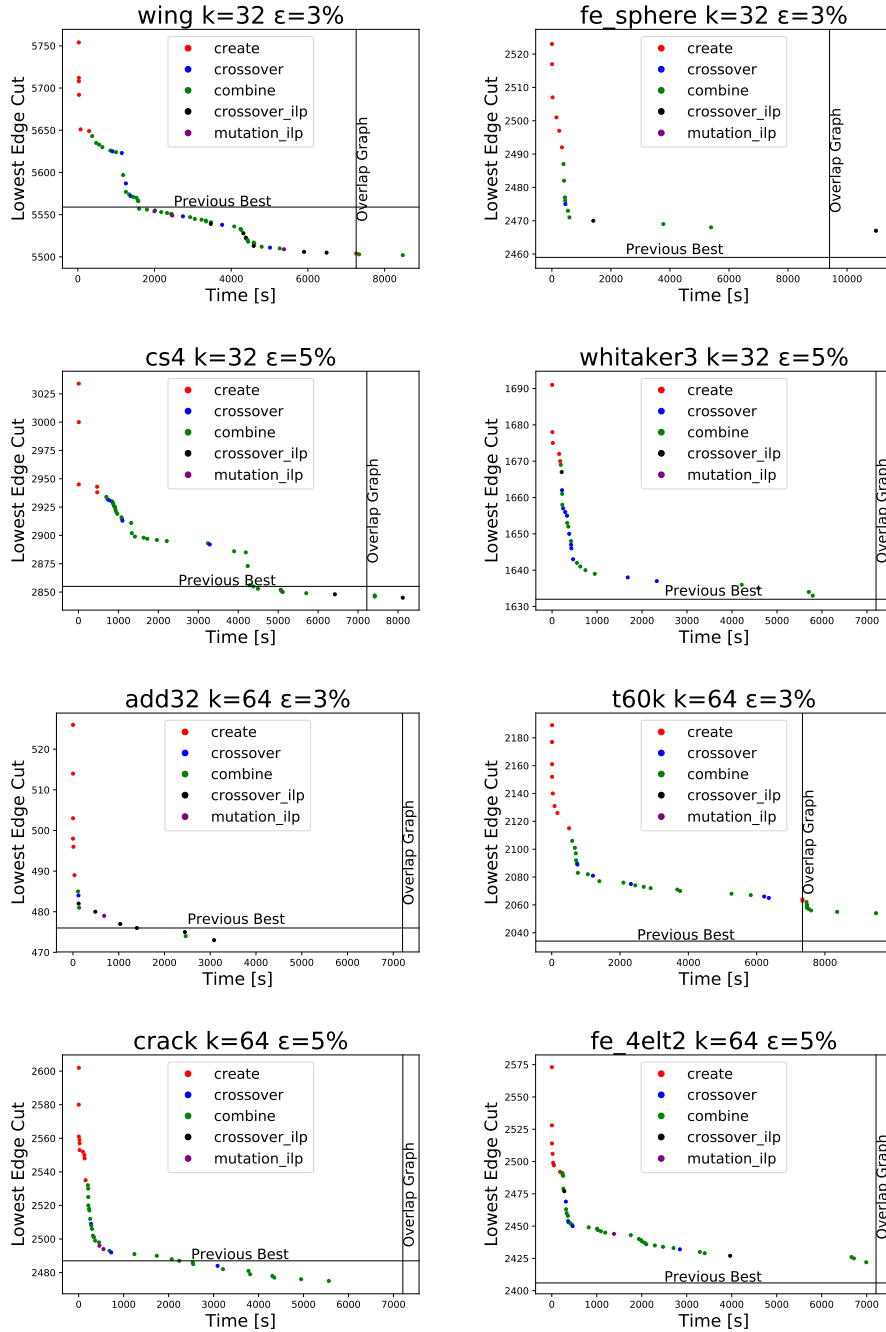 wing k=32 ε=3%
5750
5700
5650
5600
5550
5500
Lowest Edge Cut
create
crossover
combine
crossover_ilp
mutation_ilp
Previous Best
Overlap Graph
0 2000 4000 6000 8000
Time [s]
fe_sphere k=32 ε=3%
2520
2510
2500
2490
2480
2470
2460
Lowest Edge Cut
create
crossover
combine
crossover_ilp
mutation_ilp
Previous Best
Overlap Graph
0 2000 4000 6000 8000 10000
Time [s]
cs4 k=32 ε=5%
3025
3000
2975
2950
2925
2900
2875
2850
Lowest Edge Cut
create
crossover
combine
crossover_ilp
mutation_ilp
Previous Best
Overlap Graph
0 1000 2000 3000 4000 5000 6000 7000 8000
Time [s]
whitaker3 k=32 ε=5%
1690
1680
1670
1660
1650
1640
1630
Lowest Edge Cut
create
crossover
combine
crossover_ilp
mutation_ilp
Previous Best
Overlap Graph
0 1000 2000 3000 4000 5000 6000 7000
Time [s]
add32 k=64 ε=3%
520
510
500
490
480
470
Lowest Edge Cut
create
crossover
combine
crossover_ilp
mutation_ilp
Previous Best
Overlap Graph
0 1000 2000 3000 4000 5000 6000 7000
Time [s]
t60k k=64 ε=3%
2180
2160
2140
2120
2100
2080
2060
2040
Lowest Edge Cut
create
crossover
combine
crossover_ilp
mutation_ilp
Previous Best
Overlap Graph
0 2000 4000 6000 8000
Time [s]
crack k=64 ε=5%
2600
2580
2560
2540
2520
2500
2480
Lowest Edge Cut
create
crossover
combine
crossover_ilp
mutation_ilp
Previous Best
Overlap Graph
0 1000 2000 3000 4000 5000 6000 7000
Time [s]
fe_4elt2 k=64 ε=5%
2575
2550
2525
2500
2475
2450
2425
2400
Lowest Edge Cut
create
crossover
combine
crossover_ilp
mutation_ilp
Previous Best
Overlap Graph
0 1000 2000 3000 4000 5000 6000 7000
Time [s]